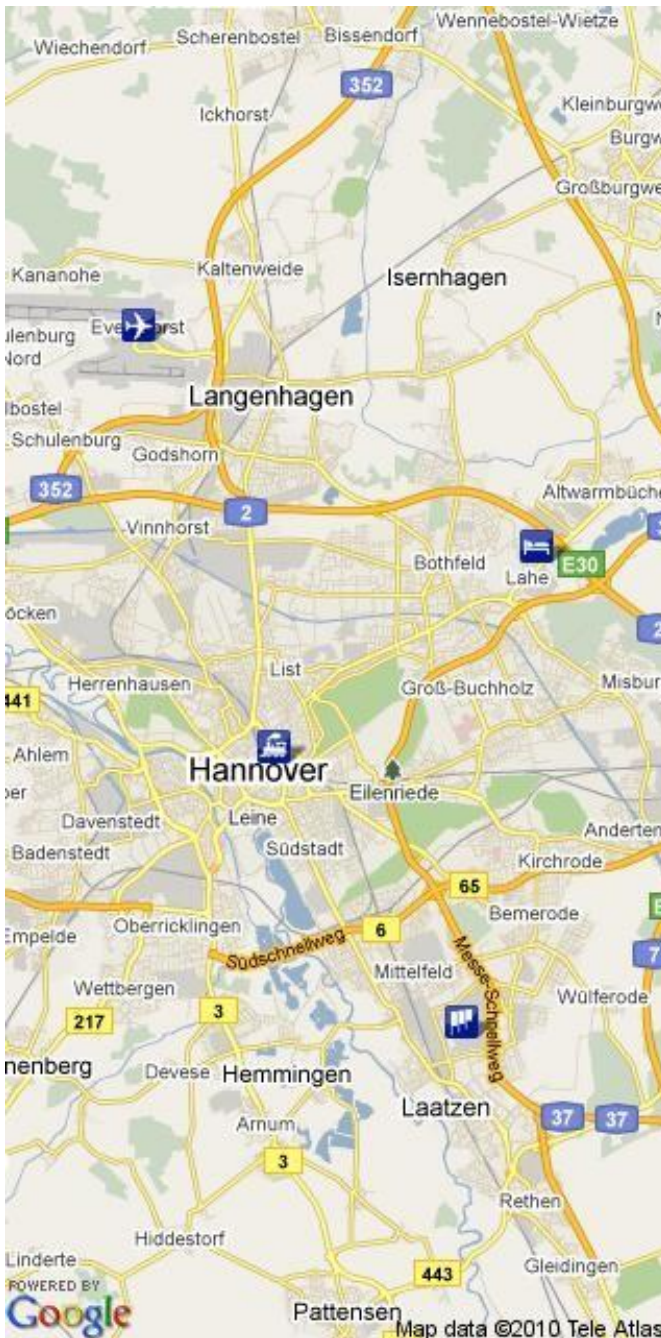 Wennebostel-Wietze
Scherenbostel
Bissendorf
Wiechendorf
352
Ickhorst
Kleinburgwe
Burgw
Großburgwe
Kananohe
Kaltenweide
Isernhagen
ulenburg
Nord
Langenhagen
lbostel
Schulenburg
Godshorn
352
2
Altwarmbüche
Vinnhorst
Bothfeld
Lahe
E30
öcken
2
List
Herrenhausen
Groß-Buchholz
Misbur
441
Ahlem
Hannover
Eilenriede
Davenstedt
Leine
Anderten
Badenstedt
Südstadt
Kirchrode
65
Oberricklingen
Bemerode
Empelde
6
Südschnellweg
Mittelfeld
Messe-Schnellweg
7
Wettbergen
Wülferode
217
3
nenberg
Devese
Hemmingen
Laatzen
37
37
Arnum
3
Rethen
Hiddestorf
Linderte
443
Gleidingen
POWERED BY
Google
Pattensen
Map data ©2010 Tele Atlas